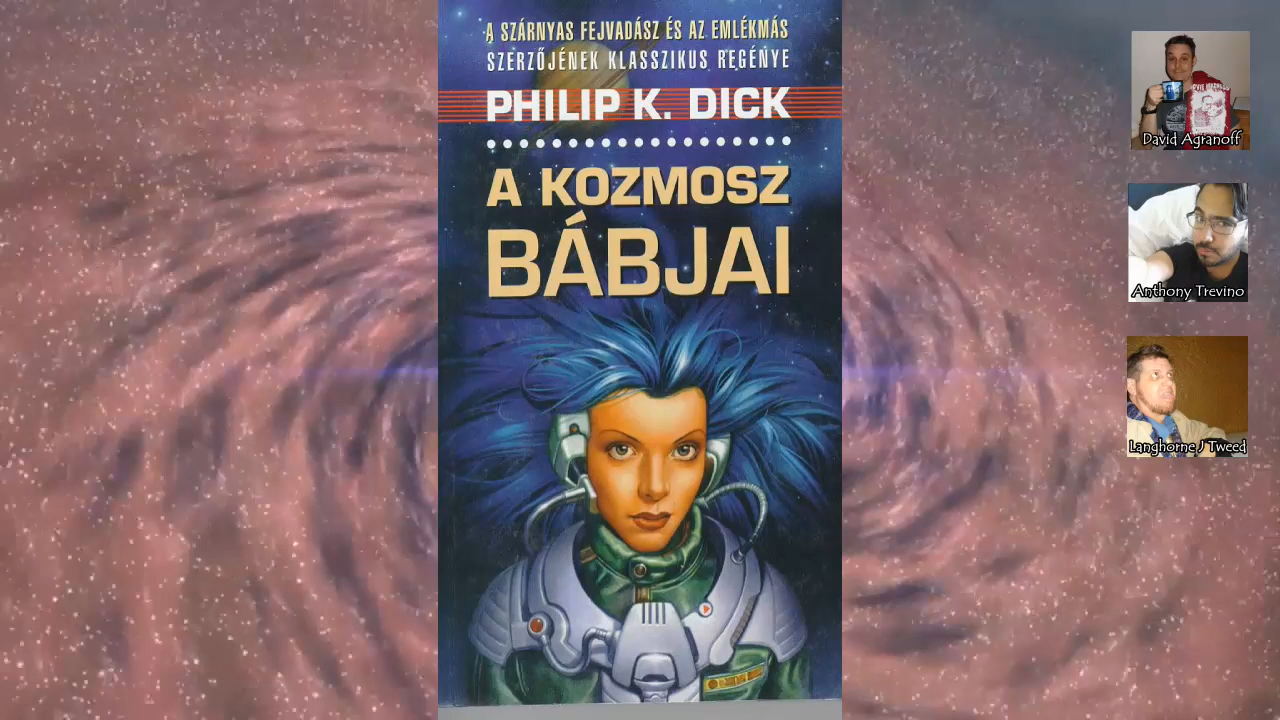 A SZÁRNYAS FEJVADÁSZ ÉS AZ EMLÉKMÁS
SZERZŐJÉNEK KLASSZIKUS REGÉNYE
PHILIP K. DICK
A KOZMOSZ
BÁBJAI
David Agranoff
Anthony Trevino
Langhorne J Tweed